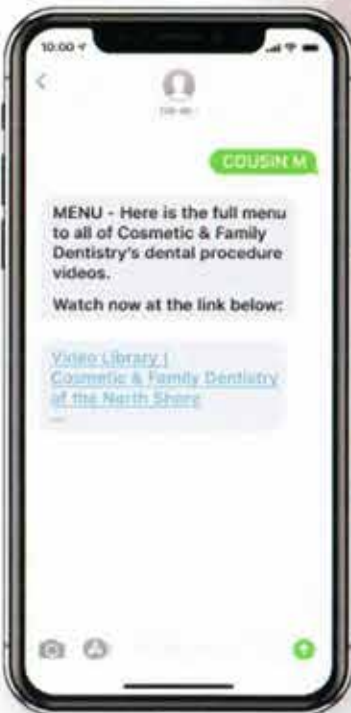 10:00
COUSIN M
MENU - Here is the full menu
to all of Cosmetic & Family
Dentistry's dental procedure
videos.
Watch now at the link below:
Video Library |
Cosmetic & Family Dentistry
of the North Shore